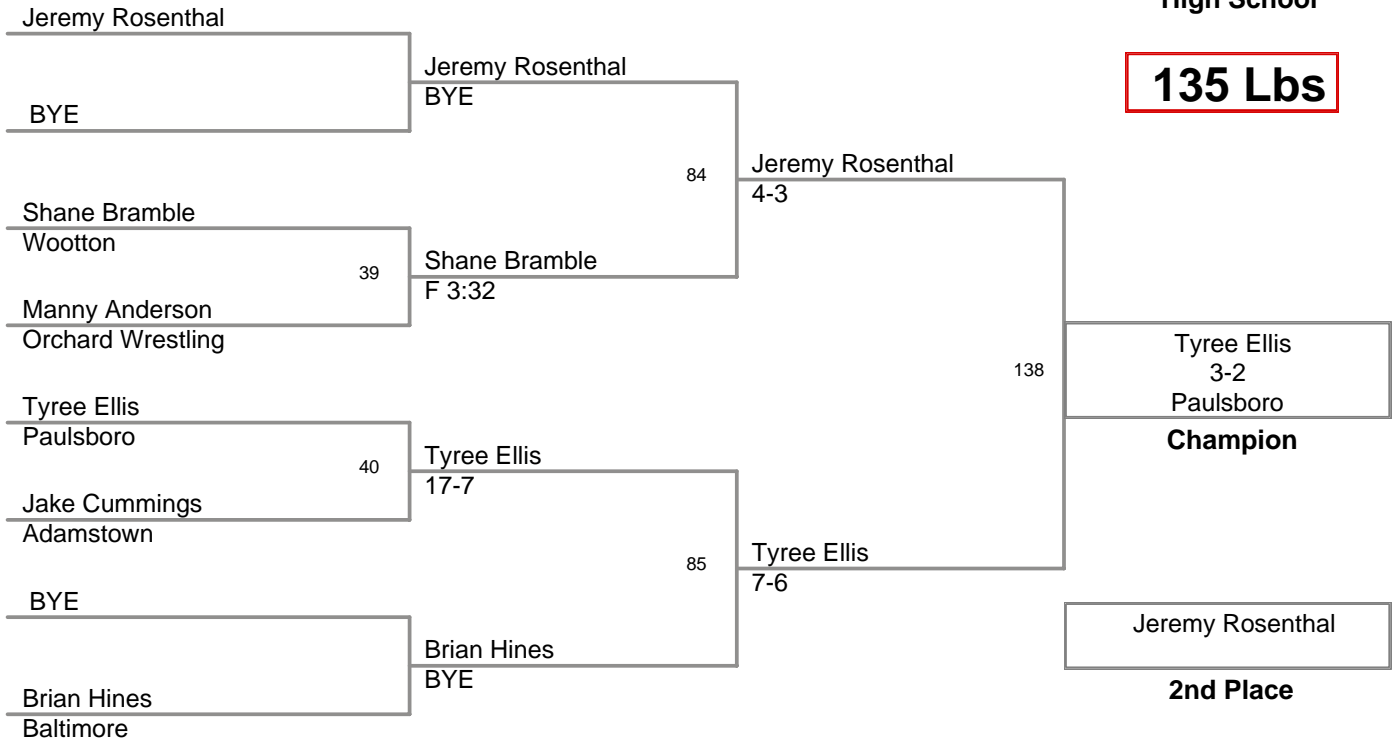 High School
135 Lbs
Jeremy Rosenthal
BYE
Shane Bramble
Wootton
39
Manny Anderson
Orchard Wrestling
Tyree Ellis
Paulsboro
40
Jake Cummings
Adamstown
BYE
Brian Hines
Baltimore
Jeremy Rosenthal
BYE
84
Shane Bramble
F 3:32
Tyree Ellis
17-7
85
Brian Hines
BYE
Jeremy Rosenthal
4-3
138
Tyree Ellis
7-6
Tyree Ellis
3-2
Paulsboro
Champion
Jeremy Rosenthal
2nd Place